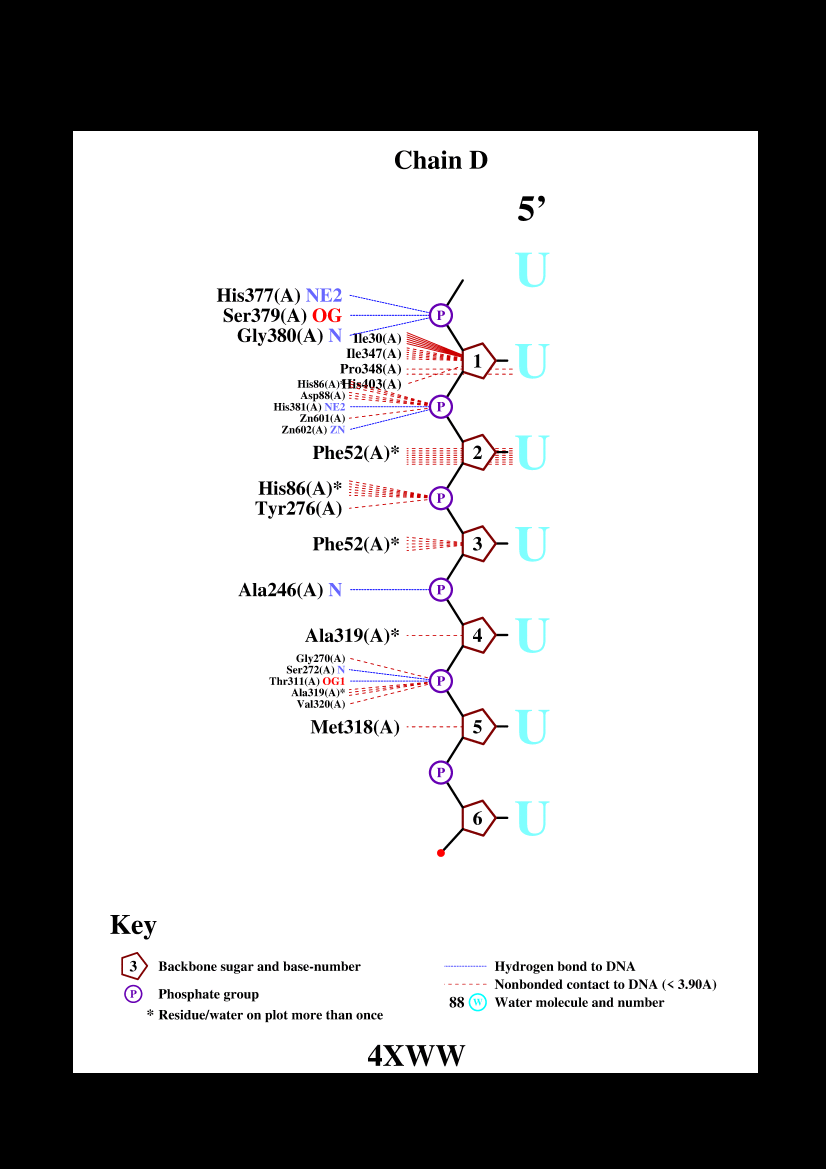 Chain D
5’
U
His377(A) NE2
P
Ser379(A) OG
Gly380(A) N
Ile30(A)
Ile347(A)
1
U
Pro348(A)
His403(A)
His86(A)*
Asp88(A)
His381(A) NE2
P
Zn601(A)
Zn602(A) ZN
Phe52(A)*
2
U
His86(A)*
P
Tyr276(A)
Phe52(A)*
3
U
Ala246(A) N
P
Ala319(A)*
4
U
Gly270(A)
Ser272(A) N
Thr311(A) OG1
P
Ala319(A)*
Val320(A)
Met318(A)
5
U
P
6
U
Key
3 Backbone sugar and base-number
P Phosphate group
* Residue/water on plot more than once
Hydrogen bond to DNA
Nonbonded contact to DNA (< 3.90A)
88 W Water molecule and number
4XWW